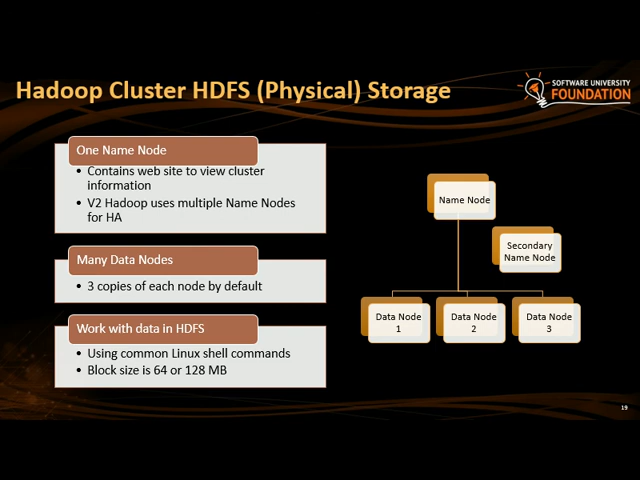 Hadoop Cluster HDFS (Physical) Storage
SOFTWARE UNIVERSITY
FOUNDATION
One Name Node
• Contains web site to view cluster
information
• V2 Hadoop uses multiple Name Nodes
for HA
Many Data Nodes
• 3 copies of each node by default
Work with data in HDFS
• Using common Linux shell commands
• Block size is 64 or 128 MB
Name Node
Secondary
Name Node
Data Node
1
Data Node
2
Data Node
3
19